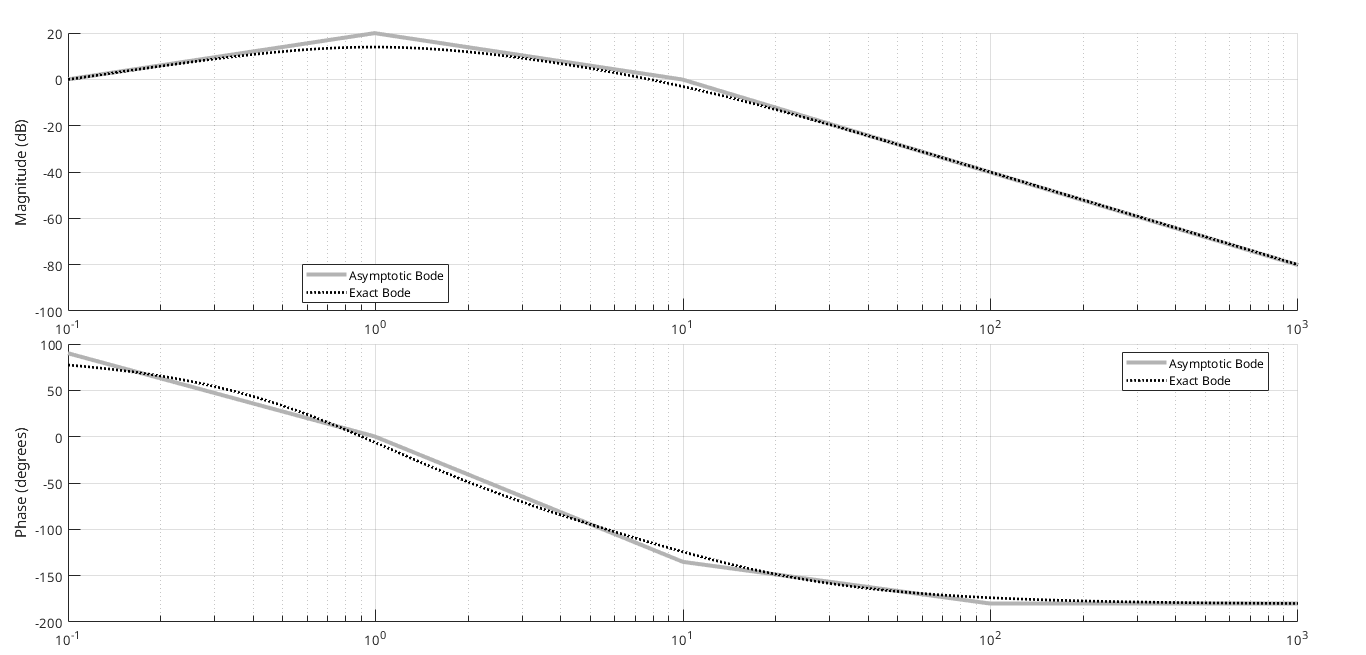 Magnitude (dB)
20
0
-20
-40
-60
-80
-100
Asymptotic Bode
Exact Bode
10^-1 10^0 10^1 10^2 10^3
Phase (degrees)
100
50
0
-50
-100
-150
-200
Asymptotic Bode
Exact Bode
10^-1 10^0 10^1 10^2 10^3